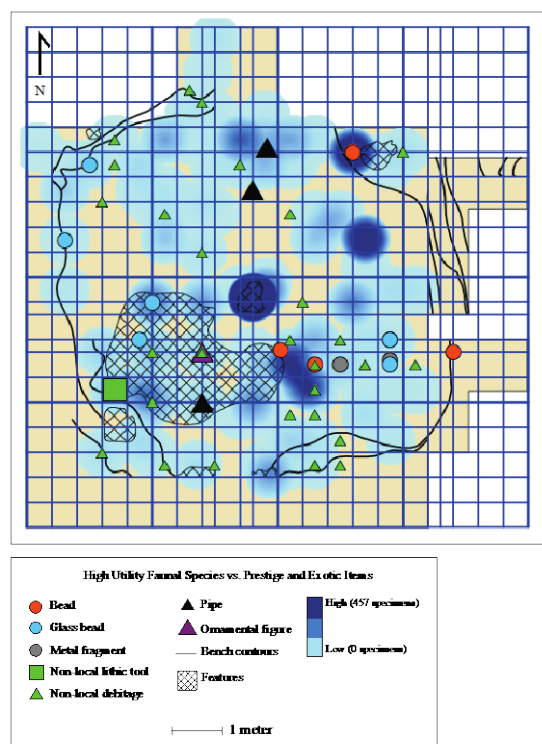 N
High Utility Faunal Species vs. Prestige and Exotic Items
Bead
Glass bead
Metal fragment
Non-local lithic tool
Non-local debitage
Pipe
Ornamental figure
Bench contours
Features
High (457 specimens)
Low (0 specimens)
1 meter